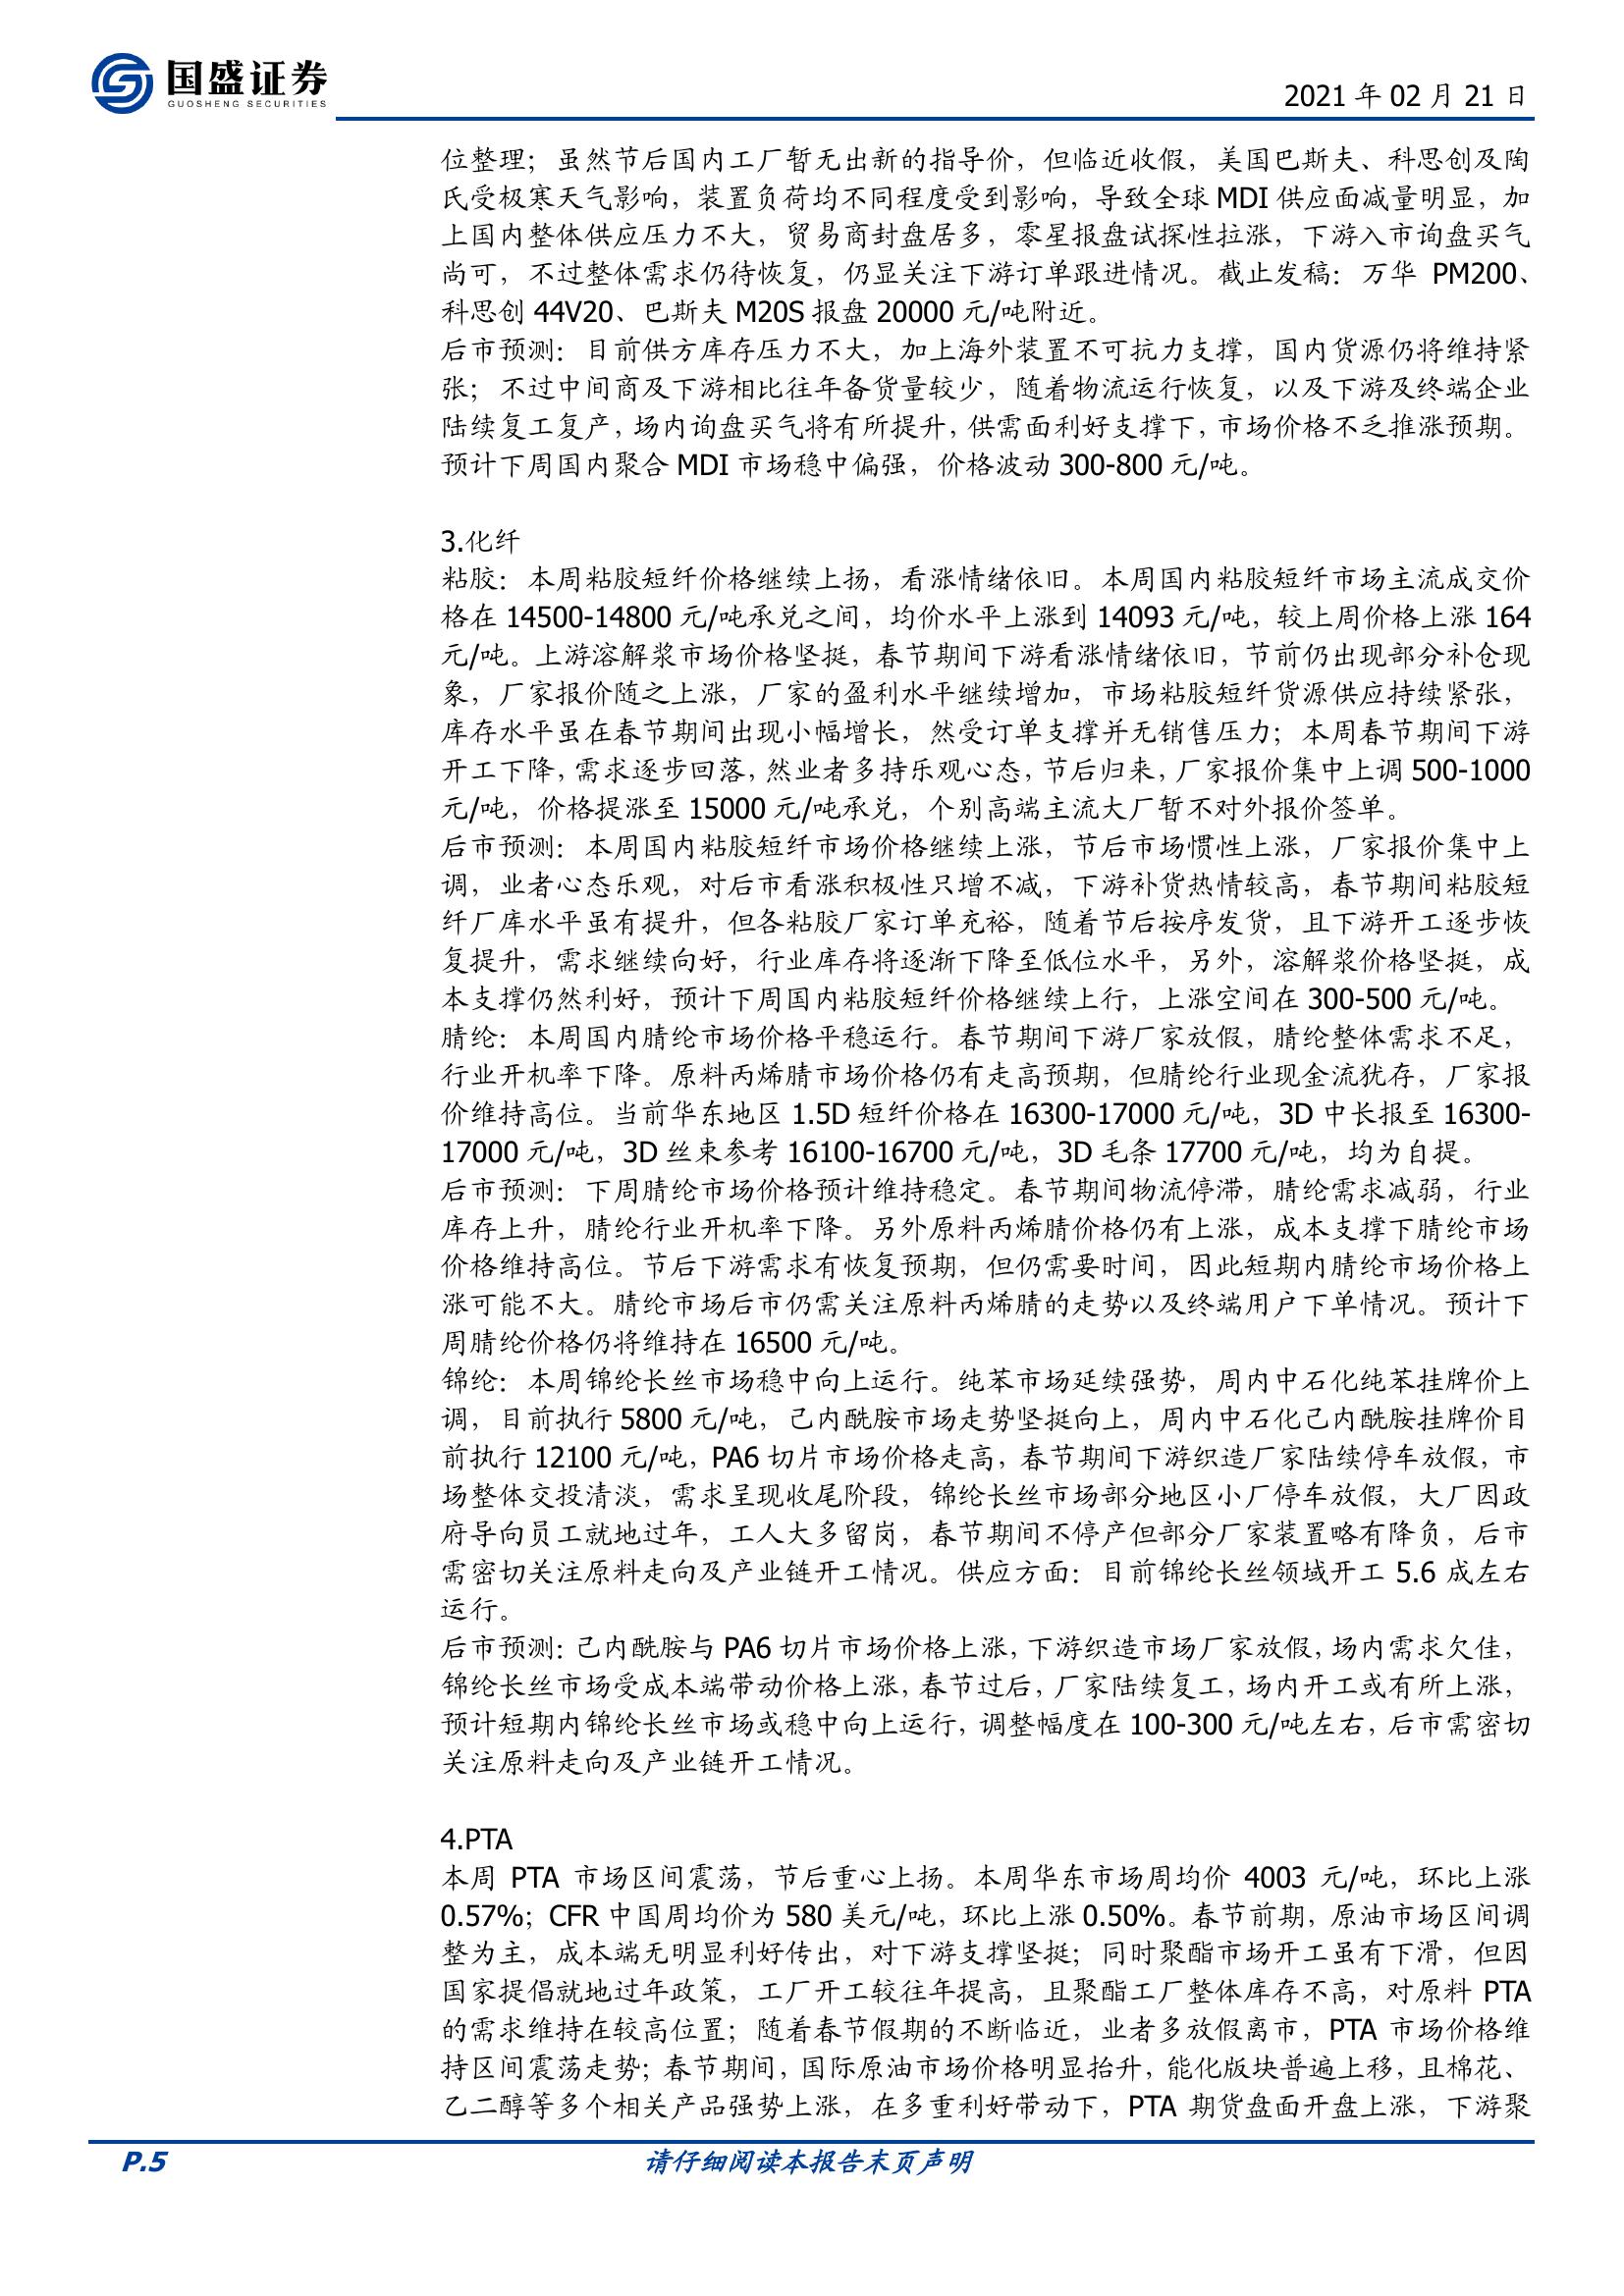 国盛证券
GUOSHENG SECURITIES
2021 年 02 月 21 日
位整理；虽然节后国内工厂暂无出新的指导价，但临近收假，美国巴斯夫、科思创及陶
氏受极寒天气影响，装置负荷均不同程度受到影响，导致全球 MDI 供应面减量明显，加
上国内整体供应压力不大，贸易商封盘居多，零星报盘试探性拉涨，下游入市询盘买气
尚可，不过整体需求仍待恢复，仍显关注下游订单跟进情况。截止发稿：万华 PM200、
科思创 44V20、巴斯夫 M20S 报盘 20000 元/吨附近。
后市预测：目前供方库存压力不大，加上海外装置不可抗力支撑，国内货源仍将维持紧
张；不过中间商及下游相比往年备货量较少，随着物流运行恢复，以及下游及终端企业
陆续复工复产，场内询盘买气将有所提升，供需面利好支撑下，市场价格不乏推涨预期。
预计下周国内聚合 MDI 市场稳中偏强，价格波动 300-800 元/吨。
3.化纤
粘胶：本周粘胶短纤价格继续上扬，看涨情绪依旧。本周国内粘胶短纤市场主流成交价
格在 14500-14800 元/吨承兑之间，均价水平上涨到 14093 元/吨，较上周价格上涨 164
元/吨。上游溶解浆市场价格坚挺，春节期间下游看涨情绪依旧，节前仍出现部分补仓现
象，厂家报价随之上涨，厂家的盈利水平继续增加，市场粘胶短纤货源供应持续紧张，
库存水平虽在春节期间出现小幅增长，然受订单支撑并无销售压力；本周春节期间下游
开工下降，需求逐步回落，然业者多持乐观心态，节后归来，厂家报价集中上调 500-1000
元/吨，价格提涨至 15000 元/吨承兑，个别高端主流大厂暂不对外报价签单。
后市预测：本周国内粘胶短纤市场价格继续上涨，节后市场惯性上涨，厂家报价集中上
调，业者心态乐观，对后市看涨积极性只增不减，下游补货热情较高，春节期间粘胶短
纤厂库水平虽有提升，但各粘胶厂家订单充裕，随着节后按序发货，且下游开工逐步恢
复提升，需求继续向好，行业库存将逐渐下降至低位水平，另外，溶解浆价格坚挺，成
本支撑仍然利好，预计下周国内粘胶短纤价格继续上行，上涨空间在 300-500 元/吨。
腈纶：本周国内腈纶市场价格平稳运行。春节期间下游厂家放假，腈纶整体需求不足，
行业开机率下降。原料丙烯腈市场价格仍有走高预期，但腈纶行业现金流犹存，厂家报
价维持高位。当前华东地区 1.5D 短纤价格在 16300-17000 元/吨，3D 中长报至 16300-
17000 元/吨，3D 丝束参考 16100-16700 元/吨，3D 毛条 17700 元/吨，均为自提。
后市预测：下周腈纶市场价格预计维持稳定。春节期间物流停滞，腈纶需求减弱，行业
库存上升，腈纶行业开机率下降。另外原料丙烯腈价格仍有上涨，成本支撑下腈纶市场
价格维持高位。节后下游需求有恢复预期，但仍需要时间，因此短期内腈纶市场价格上
涨可能不大。腈纶市场后市仍需关注原料丙烯腈的走势以及终端用户下单情况。预计下
周腈纶价格仍将维持在 16500 元/吨。
锦纶：本周锦纶长丝市场稳中向上运行。纯苯市场延续强势，周内中石化纯苯挂牌价上
调，目前执行 5800 元/吨，己内酰胺市场走势坚挺向上，周内中石化己内酰胺挂牌价目
前执行 12100 元/吨，PA6 切片市场价格走高，春节期间下游织造厂家陆续停车放假，市
场整体交投清淡，需求呈现收尾阶段，锦纶长丝市场部分地区小厂停车放假，大厂因政
府导向员工就地过年，工人大多留岗，春节期间不停产但部分厂家装置略有降负，后市
需密切关注原料走向及产业链开工情况。供应方面：目前锦纶长丝领域开工 5.6 成左右
运行。
后市预测：己内酰胺与 PA6 切片市场价格上涨，下游织造市场厂家放假，场内需求欠佳，
锦纶长丝市场受成本端带动价格上涨，春节过后，厂家陆续复工，场内开工或有所上涨，
预计短期内锦纶长丝市场或稳中向上运行，调整幅度在 100-300 元/吨左右，后市需密切
关注原料走向及产业链开工情况。
4.PTA
本周 PTA 市场区间震荡，节后重心上扬。本周华东市场周均价 4003 元/吨，环比上涨
0.57%；CFR 中国周均价为 580 美元/吨，环比上涨 0.50%。春节前期，原油市场区间调
整为主，成本端无明显利好传出，对下游支撑坚挺；同时聚酯市场开工虽有下滑，但因
国家提倡就地过年政策，工厂开工较往年提高，且聚酯工厂整体库存不高，对原料 PTA
的需求维持在较高位置；随着春节假期的不断临近，业者多放假离市，PTA 市场价格维
持区间震荡走势；春节期间，国际原油市场价格明显抬升，能化版块普遍上移，且棉花、
乙二醇等多个相关产品强势上涨，在多重利好带动下，PTA 期货盘面开盘上涨，下游聚
P.5
请仔细阅读本报告末页声明